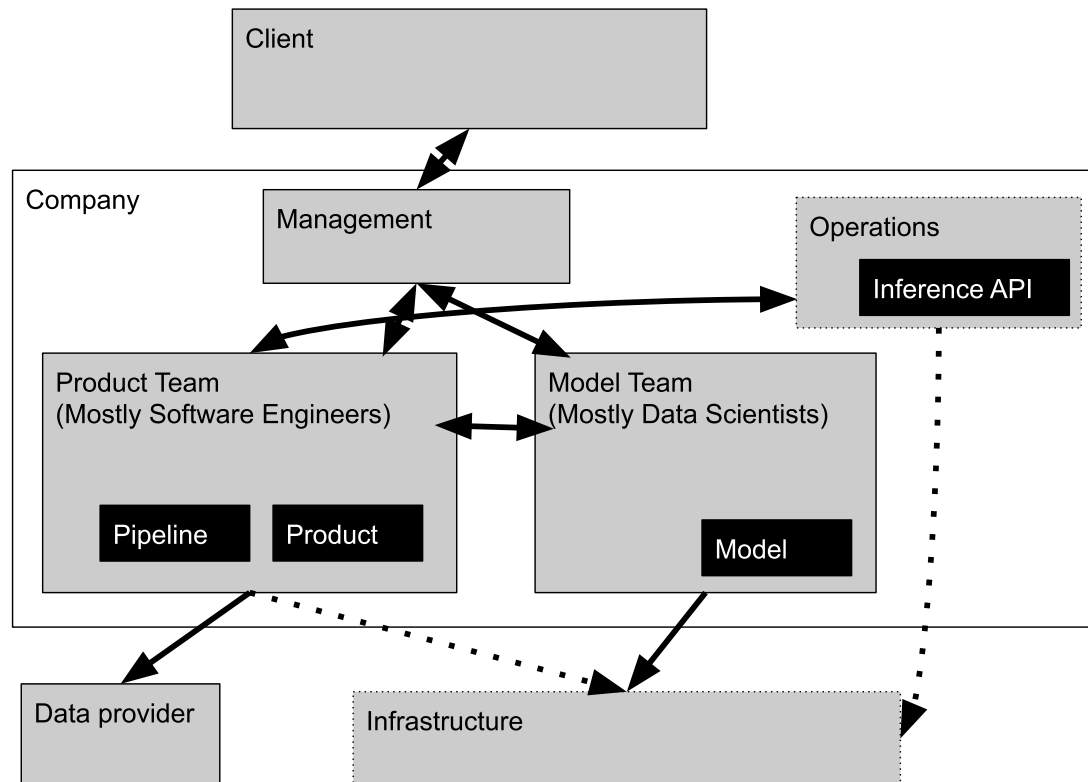 Client
Company
Management
Operations
Inference API
Product Team
(Mostly Software Engineers)
Model Team
(Mostly Data Scientists)
Pipeline
Product
Model
Data provider
Infrastructure